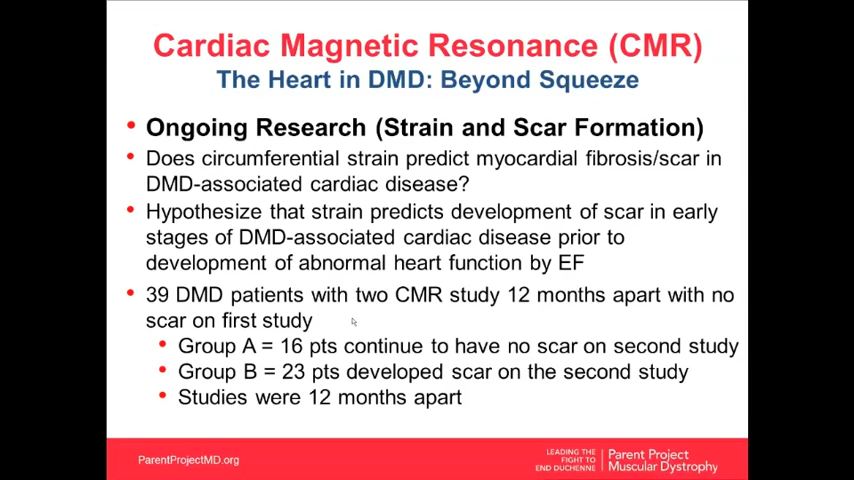 Cardiac Magnetic Resonance (CMR)
The Heart in DMD: Beyond Squeeze
• Ongoing Research (Strain and Scar Formation)
• Does circumferential strain predict myocardial fibrosis/scar in
DMD-associated cardiac disease?
• Hypothesize that strain predicts development of scar in early
stages of DMD-associated cardiac disease prior to
development of abnormal heart function by EF
• 39 DMD patients with two CMR study 12 months apart with no
scar on first study
• Group A = 16 pts continue to have no scar on second study
• Group B = 23 pts developed scar on the second study
• Studies were 12 months apart
ParentProjectMD.org
LEADING THE
FIGHT TO
END DUCHENNE
Parent Project
Muscular Dystrophy